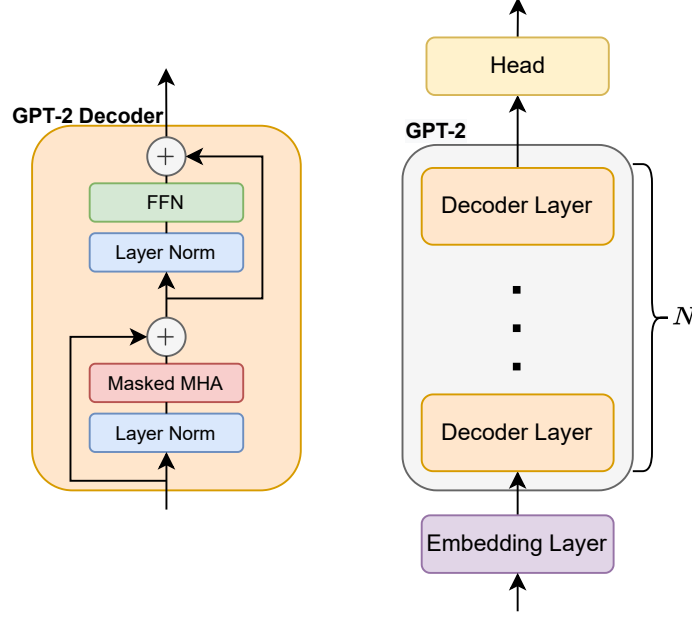 GPT-2 Decoder
+
FFN
Layer Norm
+
Masked MHA
Layer Norm
Head
GPT-2
Decoder Layer
N
Decoder Layer
Embedding Layer